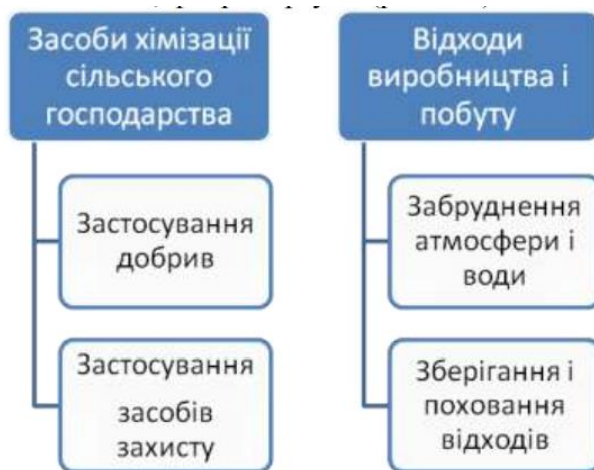 Засоби хімізації
сільського
господарства
Застосування
добрив
Застосування
засобів
захисту
Відходи
виробництва і
побуту
Забруднення
атмосфери і
води
Зберігання і
поховання
відходів